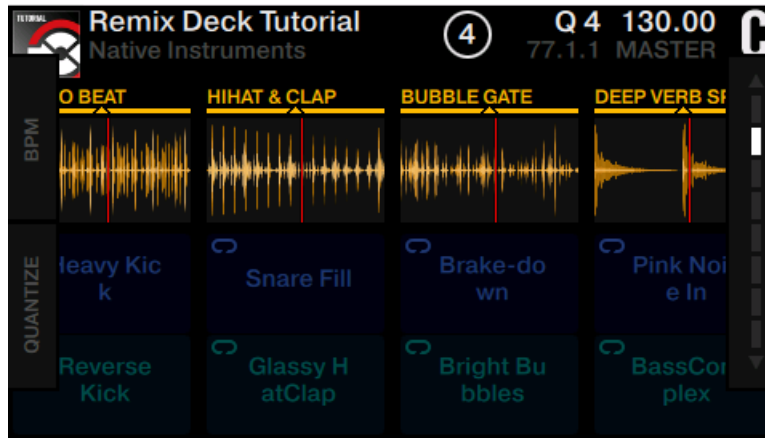 TUTORIAL
Remix Deck Tutorial
Native Instruments
4
Q 4 130.00
77.1.1 MASTER
C
BPM
QUANTIZE
O BEAT
HIHAT & CLAP
BUBBLE GATE
DEEP VERB SF
Heavy Kic
k
Snare Fill
Brake-do
wn
Pink Noi
e In
Reverse
Kick
Glassy H
atClap
Bright Bu
bbles
BassCor
plex